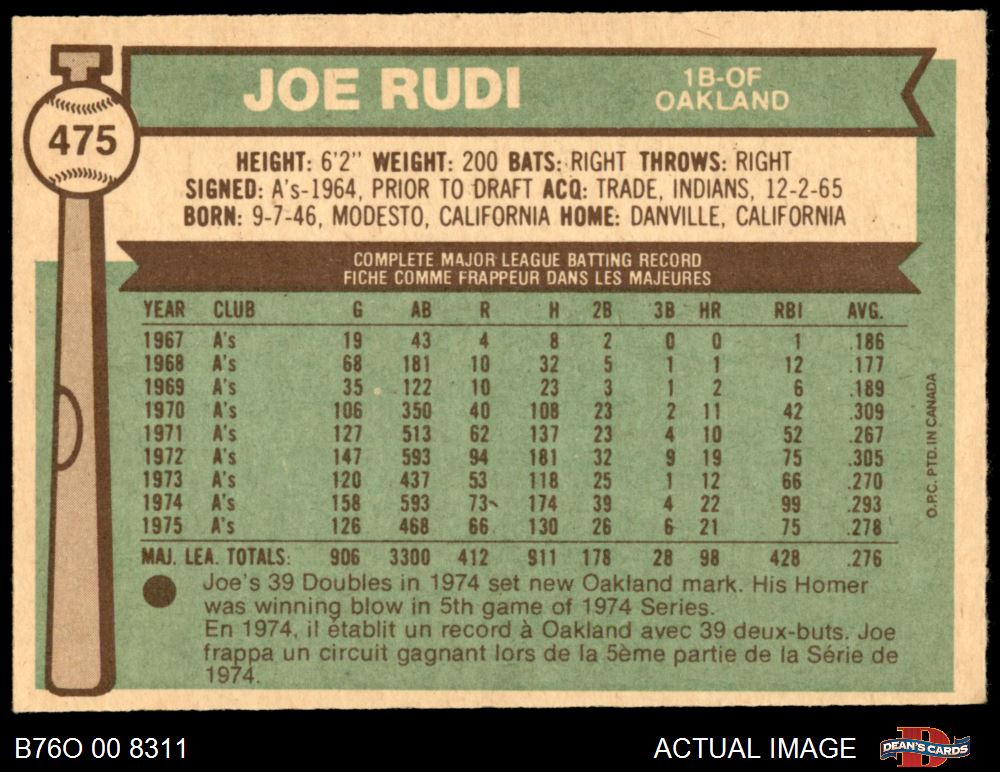 475
JOE RUDI
1B-OF
OAKLAND
HEIGHT: 6'2" WEIGHT: 200 BATS: RIGHT THROWS: RIGHT
SIGNED: A's-1964, PRIOR TO DRAFT ACQ: TRADE, INDIANS, 12-2-65
BORN: 9-7-46, MODESTO, CALIFORNIA HOME: DANVILLE, CALIFORNIA
COMPLETE MAJOR LEAGUE BATTING RECORD
FICHE COMME FRAPPEUR DANS LES MAJEURES
YEAR CLUB G AB R H 2B 3B HR RBI AVG.
1967 A's 19 43 4 8 2 0 0 1 .186
1968 A's 68 181 10 32 5 1 1 12 .177
1969 A's 35 122 10 23 3 1 2 6 .189
1970 A's 106 350 40 108 23 2 11 42 .309
1971 A's 127 513 62 137 23 4 10 52 .267
1972 A's 147 593 94 181 32 9 19 75 .305
1973 A's 120 437 53 118 25 1 12 66 .270
1974 A's 158 593 73 174 39 4 22 99 .293
1975 A's 126 468 66 130 26 6 21 75 .278
MAJ. LEA. TOTALS: 906 3300 412 911 178 28 98 428 .276
Joe's 39 Doubles in 1974 set new Oakland mark. His Homer
was winning blow in 5th game of 1974 Series.
En 1974, il établit un record à Oakland avec 39 deux-buts. Joe
frappa un circuit gagnant lors de la 5ème partie de la Série de
1974.
O.P.C. PTD. IN CANADA
B76O 00 8311
ACTUAL IMAGE
DEAN'S CARDS